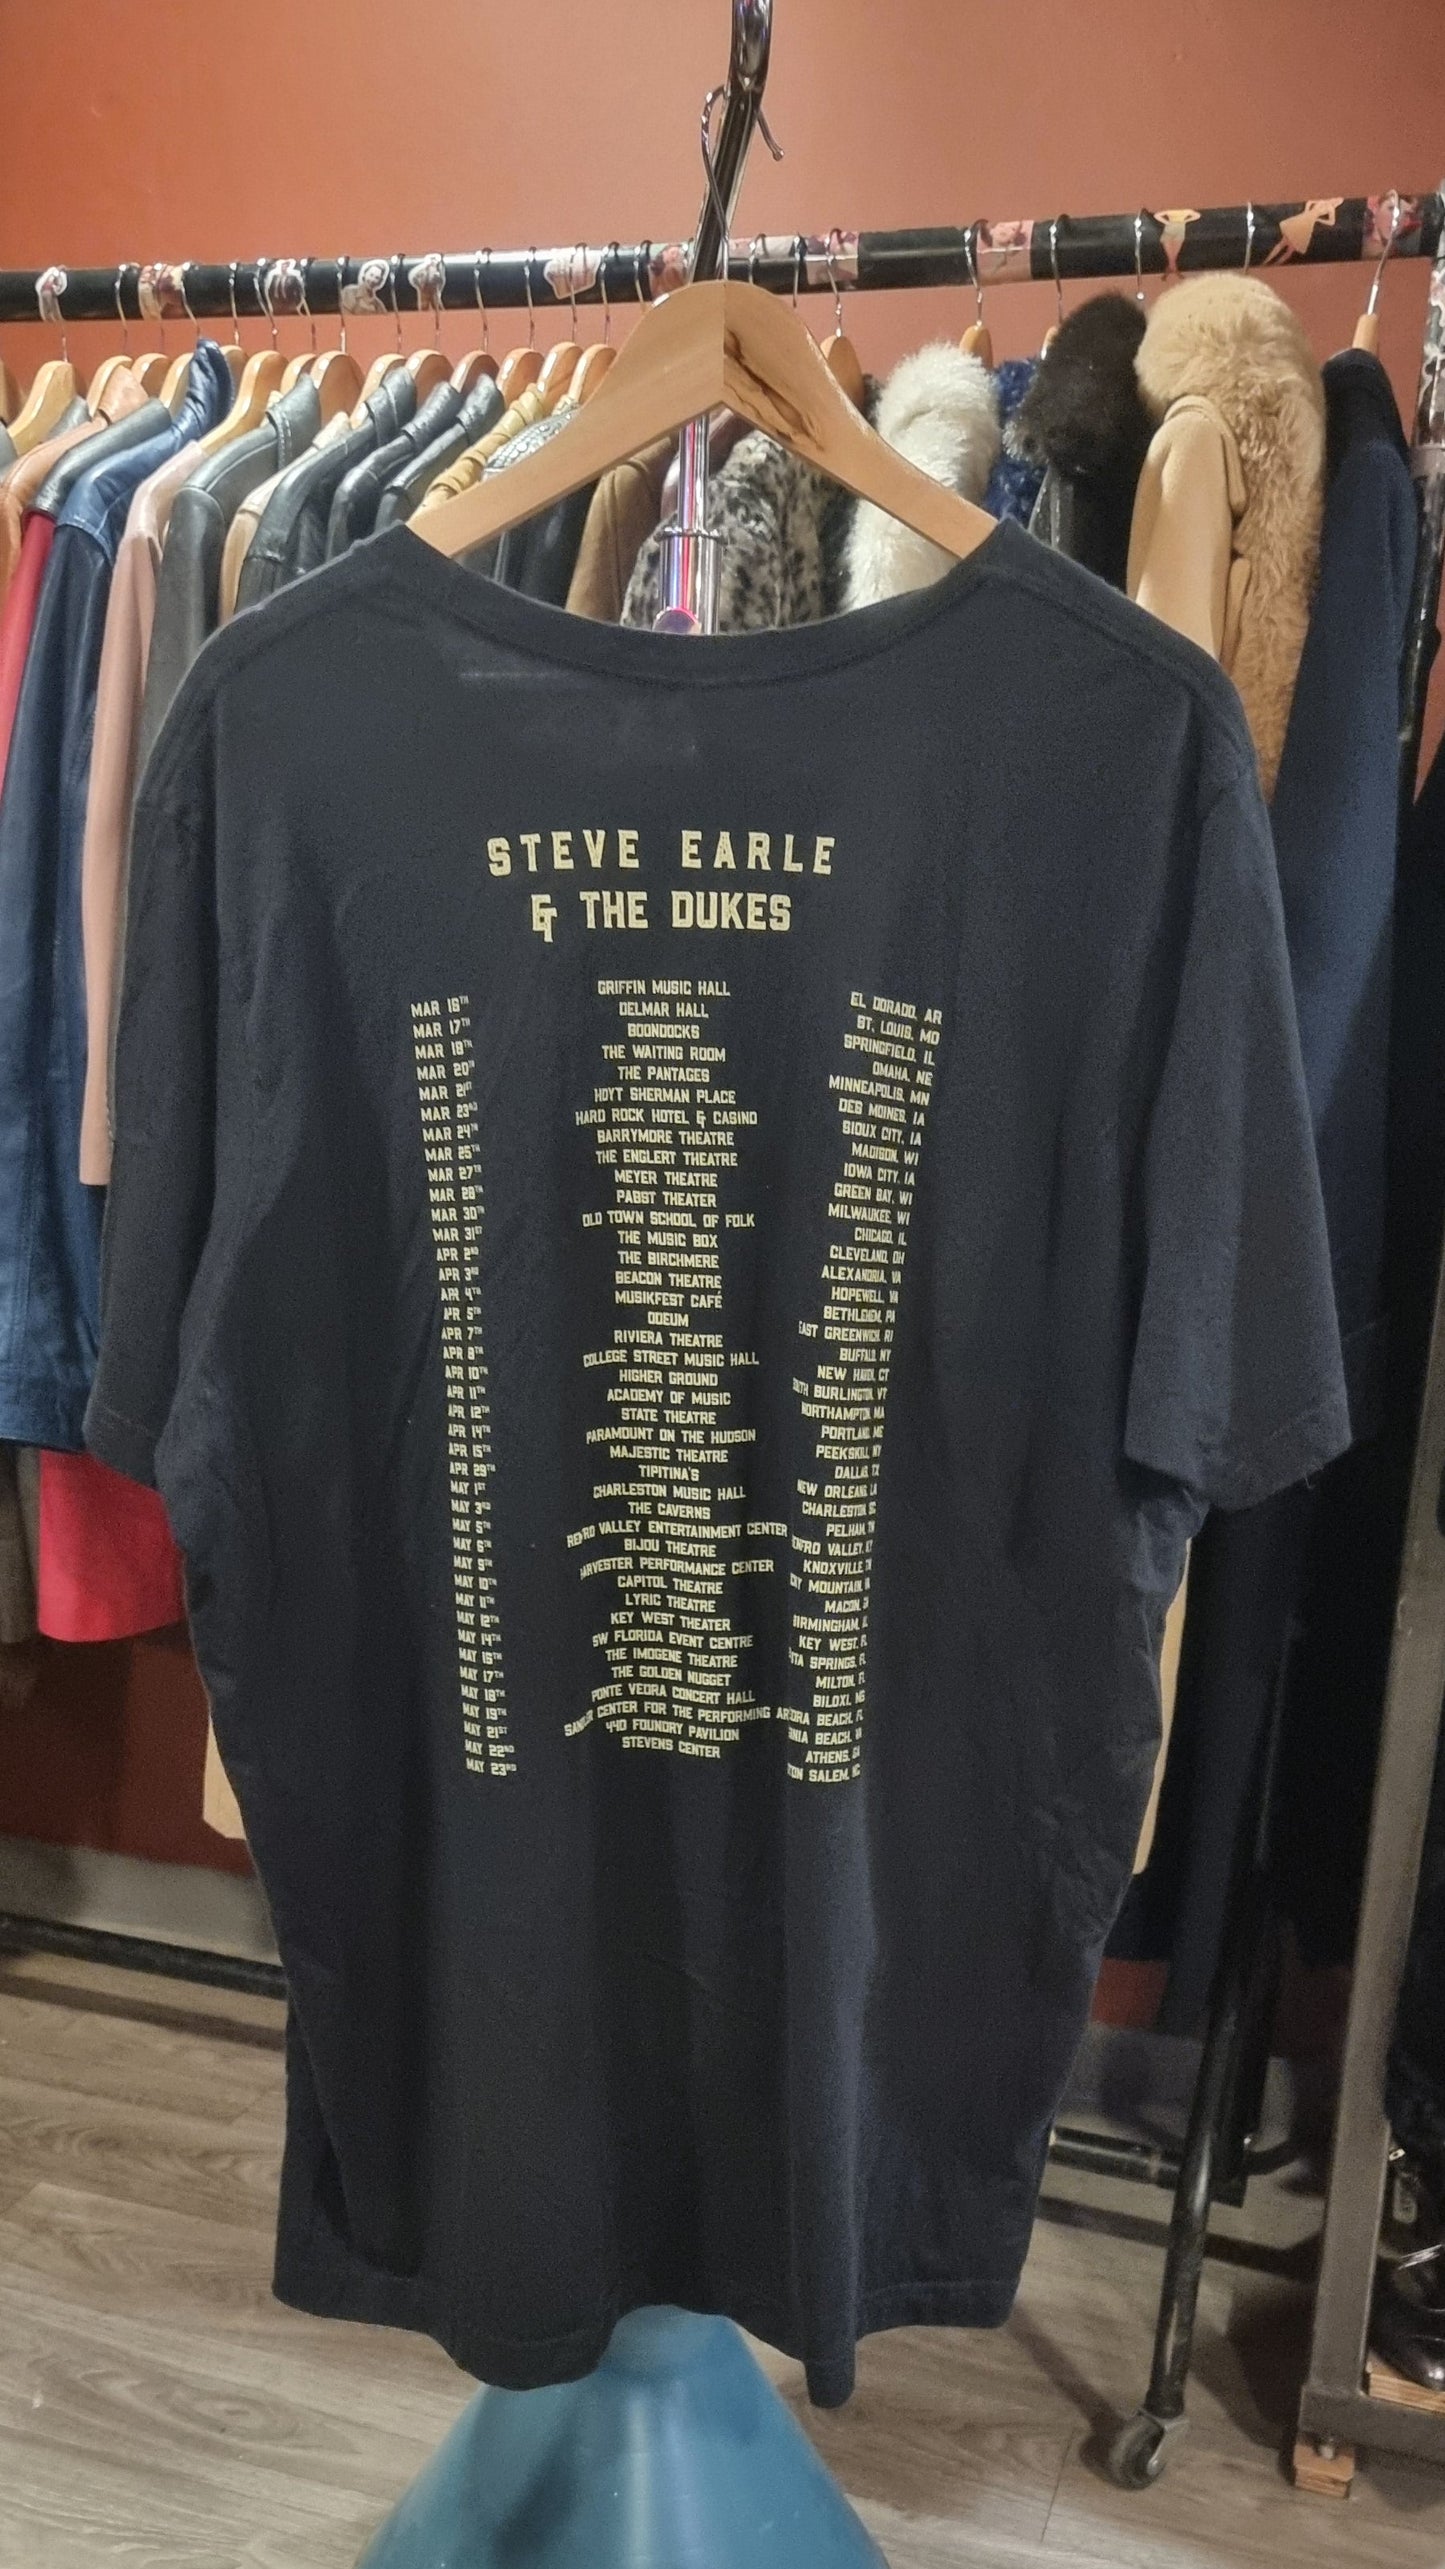 STEVE EARLE
& THE DUKES
MAR 16TH GRIFFIN MUSIC HALL EL DORADO, AR
MAR 17TH DELMAR HALL ST. LOUIS, MO
MAR 18TH BOONDOCKS SPRINGFIELD, IL
MAR 20TH THE WAITING ROOM OMAHA, NE
MAR 21ST THE PANTAGES MINNEAPOLIS, MN
MAR 23RD HOYT SHERMAN PLACE DES MOINES, IA
MAR 24TH HARD ROCK HOTEL & CASINO SIOUX CITY, IA
MAR 25TH BARRYMORE THEATRE MADISON, WI
MAR 27TH THE ENGLERT THEATRE IOWA CITY, IA
MAR 28TH MEYER THEATRE GREEN BAY, WI
MAR 30TH PABST THEATER MILWAUKEE, WI
MAR 31ST OLD TOWN SCHOOL OF FOLK CHICAGO, IL
APR 2ND THE MUSIC BOX CLEVELAND, OH
APR 3RD THE BIRCHMERE ALEXANDRIA, VA
APR 4TH BEACON THEATRE HOPEWELL, VA
APR 5TH MUSIKFEST CAFÉ BETHLEHEM, PA
APR 7TH ODEUM EAST GREENWICH, RI
APR 8TH RIVIERA THEATRE BUFFALO, NY
APR 10TH COLLEGE STREET MUSIC HALL NEW HAVEN, CT
APR 11TH HIGHER GROUND BURLINGTON, VT
APR 12TH ACADEMY OF MUSIC NORTHAMPTON, MA
APR 14TH STATE THEATRE PORTLAND, ME
APR 15TH PARAMOUNT ON THE HUDSON PEEKSKILL, NY
APR 29TH MAJESTIC THEATRE DALLAS, TX
MAY 1ST TIPITINA'S NEW ORLEANS, LA
MAY 3RD CHARLESTON MUSIC HALL CHARLESTON, SC
MAY 5TH THE CAVERNS PELHAM, TN
MAY 6TH RENFRO VALLEY ENTERTAINMENT CENTER RENFRO VALLEY, KY
MAY 9TH BIJOU THEATRE KNOXVILLE, TN
MAY 10TH HARVESTER PERFORMANCE CENTER MOUNTAIN,
MAY 11TH CAPITOL THEATRE MACON, GA
MAY 12TH LYRIC THEATRE BIRMINGHAM, AL
MAY 14TH KEY WEST THEATER KEY WEST, FL
MAY 16TH SW FLORIDA EVENT CENTRE SPRINGS, FL
MAY 17TH THE IMOGENE THEATRE MILTON, FL
MAY 18TH THE GOLDEN NUGGET BILOXI, MS
MAY 19TH PONTE VEDRA CONCERT HALL BEACH, FL
MAY 21ST SANDLER CENTER FOR THE PERFORMING BEACH, VA
MAY 22ND 440 FOUNDRY PAVILION ATHENS, GA
MAY 23RD STEVENS CENTER SALEM, NC